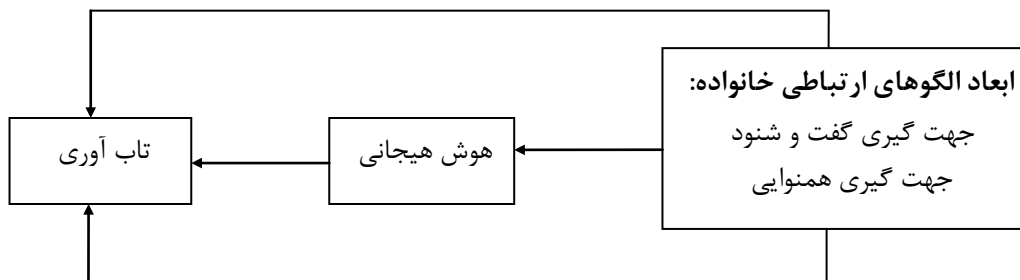 ابعاد الگوهای ارتباطی خانواده:
جهت گیری گفت و شنود
جهت گیری همنوایی
هوش هیجانی
تاب آوری